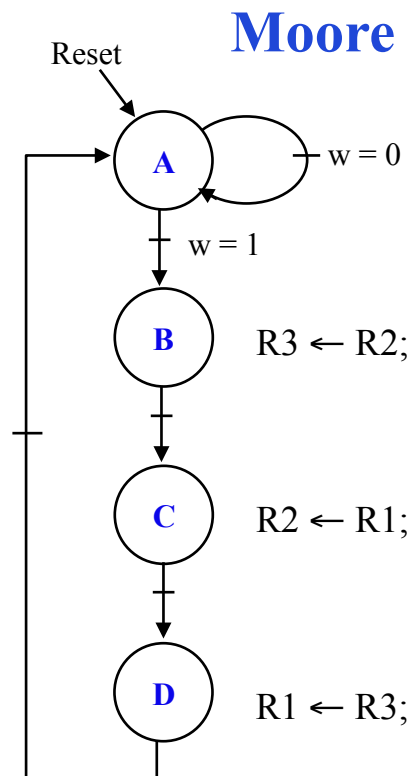 Moore
Reset
A
w = 0
w = 1
B
R3 ← R2;
C
R2 ← R1;
D
R1 ← R3;